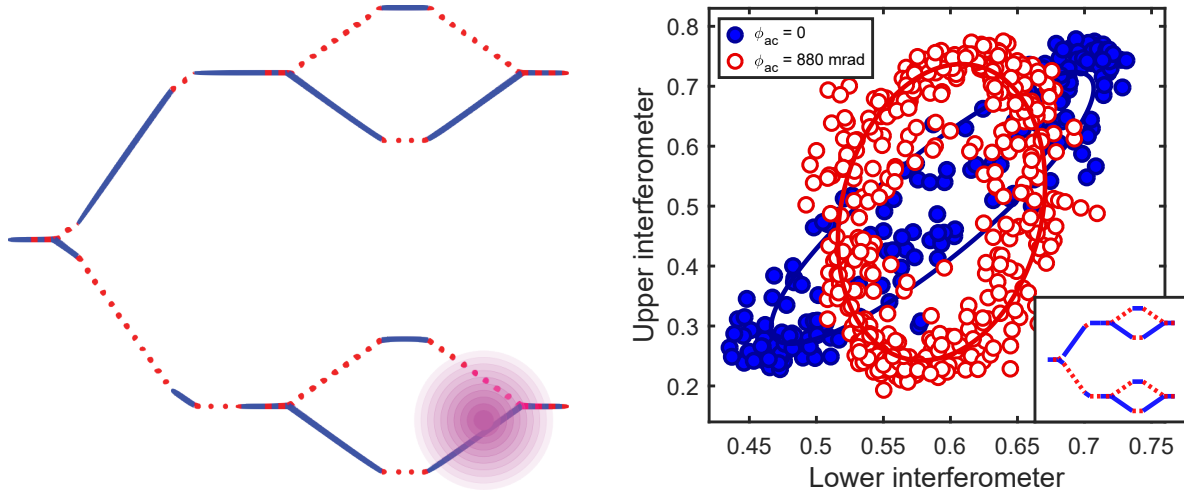 0.8
0.7
0.6
0.5
0.4
0.3
0.2
Upper interferometer
ϕac = 0
ϕac = 880 mrad
0.45 0.5 0.55 0.6 0.65 0.7 0.75
Lower interferometer